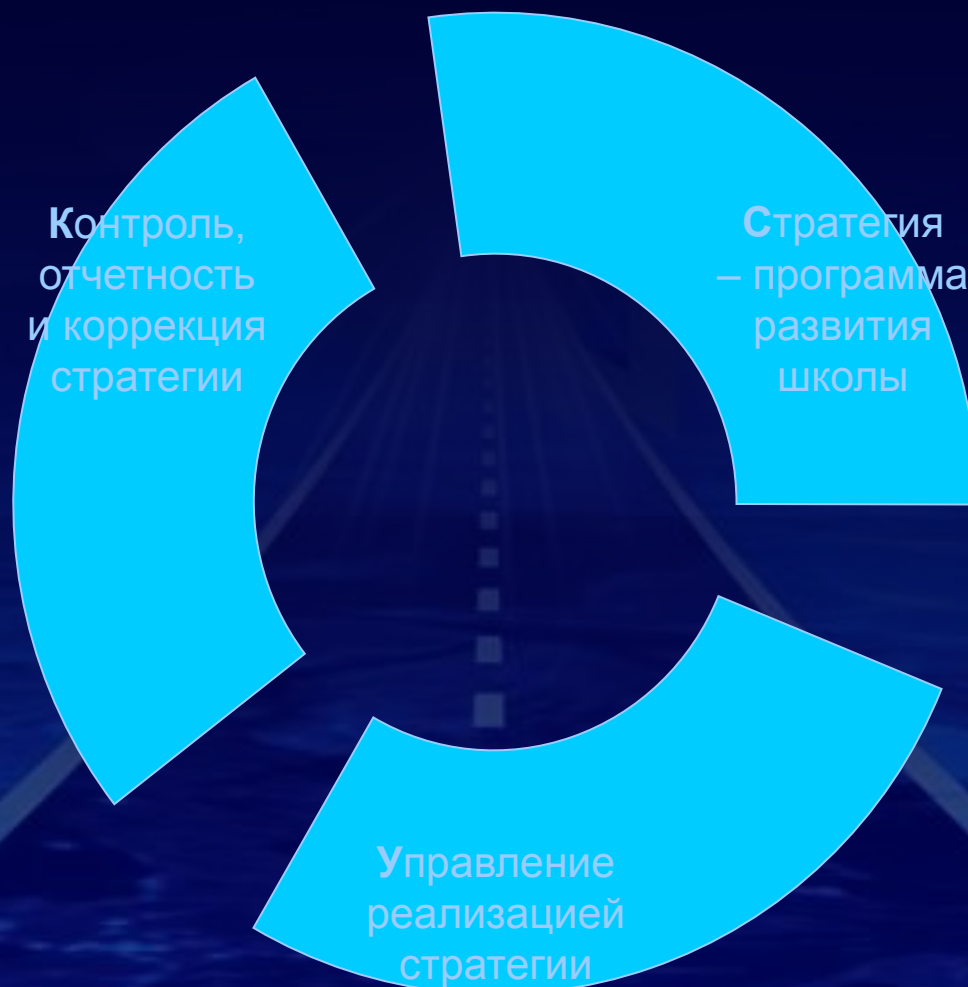 Контроль,
отчетность
и коррекция
стратегии
Стратегия
– программа
развития
школы
Управление
реализацией
стратегии